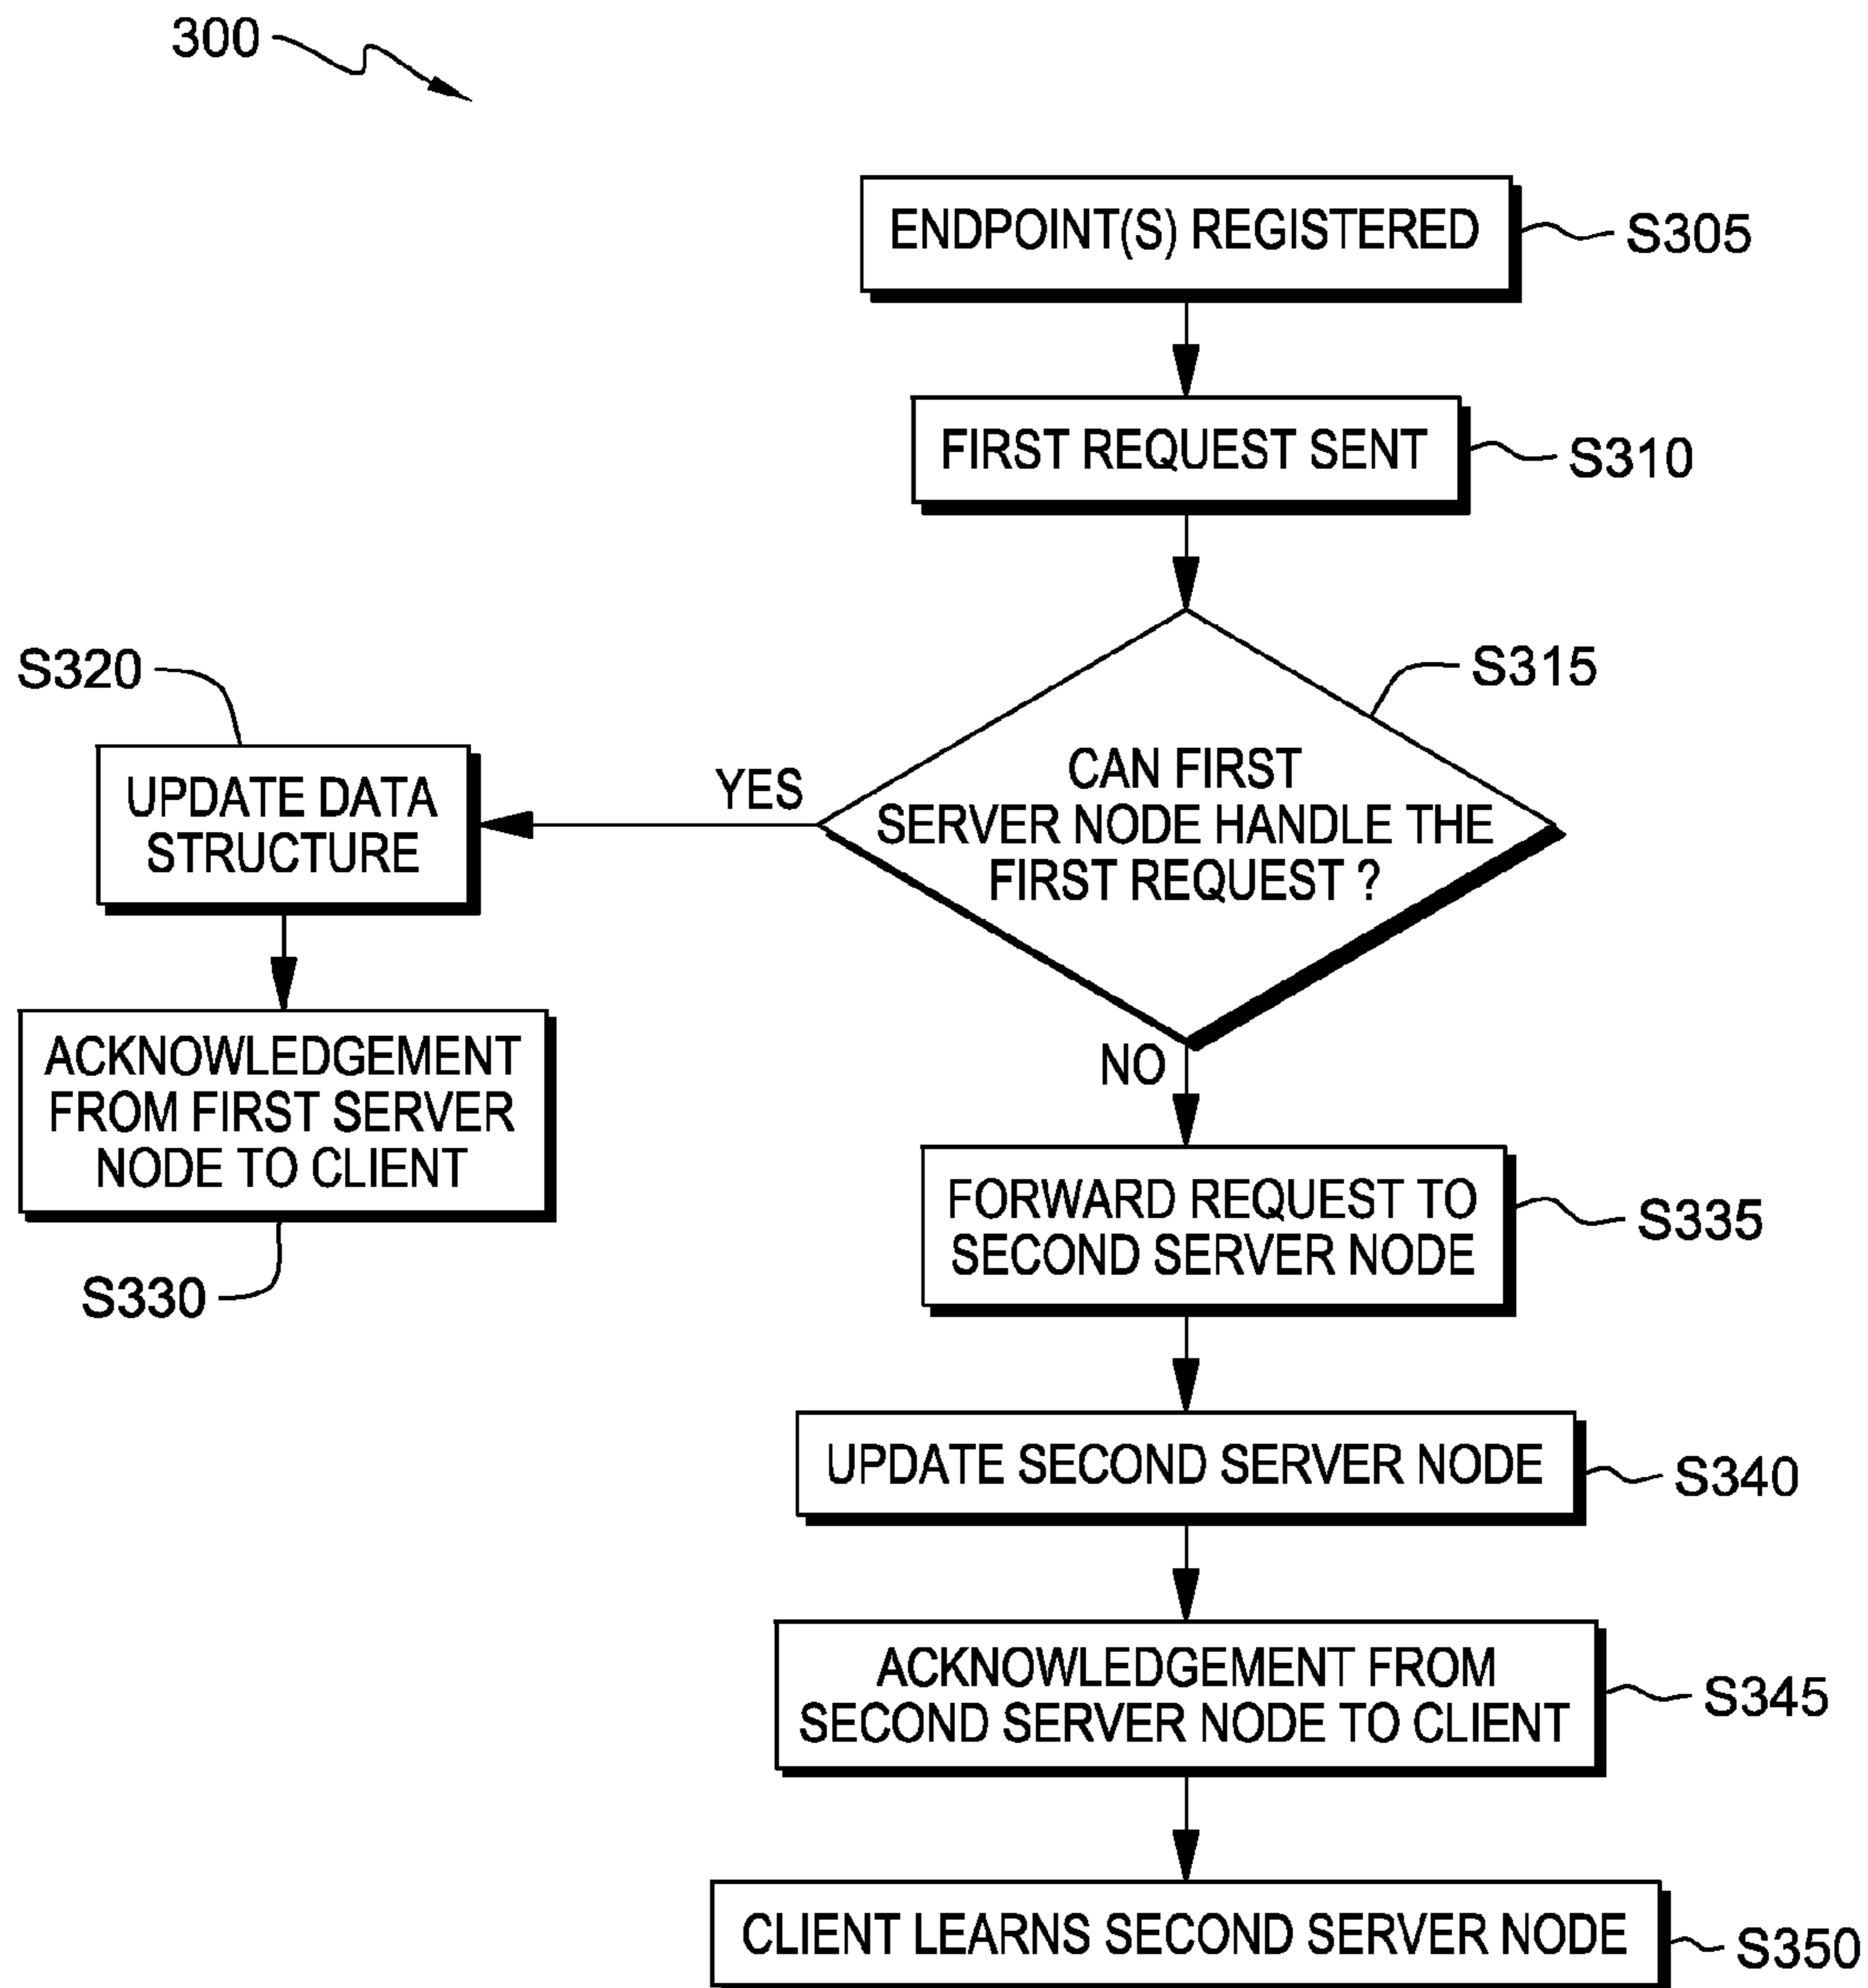 300
ENDPOINT(S) REGISTERED
S305
FIRST REQUEST SENT
S310
S315
CAN FIRST
SERVER NODE HANDLE THE
FIRST REQUEST ?
YES
S320
UPDATE DATA
STRUCTURE
ACKNOWLEDGEMENT
FROM FIRST SERVER
NODE TO CLIENT
S330
NO
FORWARD REQUEST TO
SECOND SERVER NODE
S335
UPDATE SECOND SERVER NODE
S340
ACKNOWLEDGEMENT FROM
SECOND SERVER NODE TO CLIENT
S345
CLIENT LEARNS SECOND SERVER NODE
S350